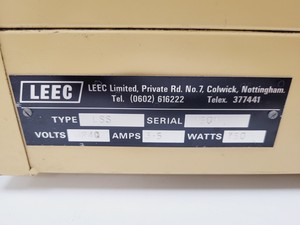 LEEC
LEEC Limited, Private Rd. No.7, Colwick, Nottingham.
Tel. (0602) 616222 Telex. 377441
TYPE SERIAL
VOLTS AMPS WATTS